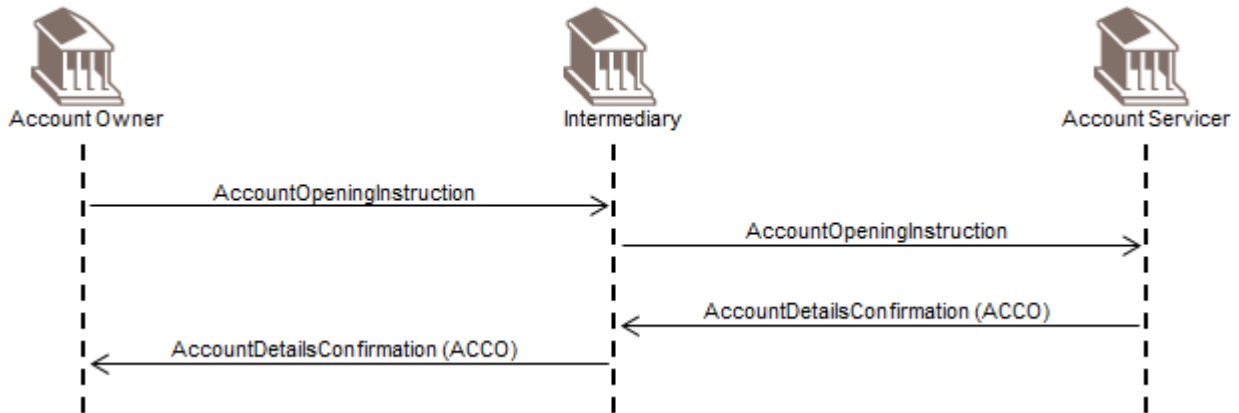 Account Owner
Intermediary
Account Servicer
AccountOpeningInstruction
AccountOpeningInstruction
AccountDetailsConfirmation (ACCO)
AccountDetailsConfirmation (ACCO)